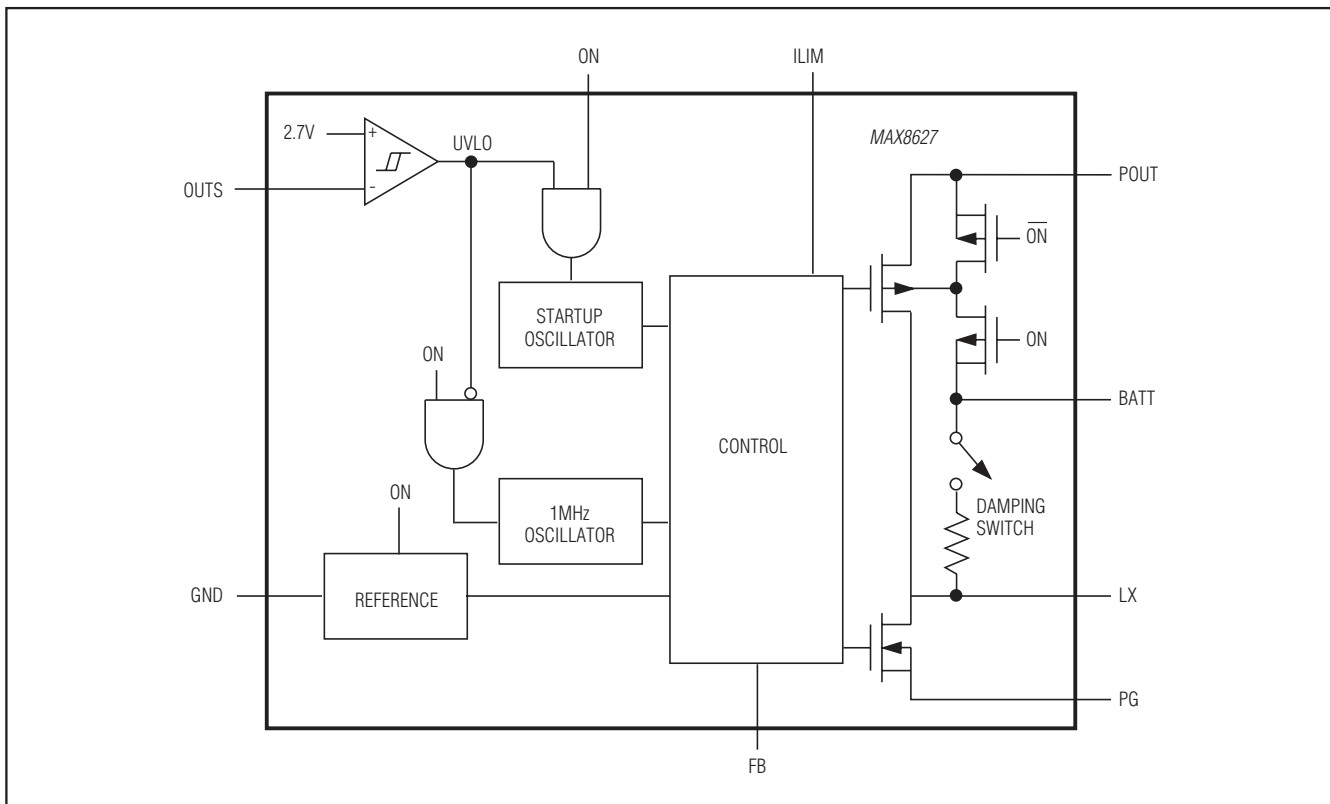 ON
ILIM
2.7V
+
-
UVLO
MAX8627
OUTS
POUT
O̅N̅
STARTUP
OSCILLATOR
ON
ON
BATT
CONTROL
ON
1MHz
OSCILLATOR
DAMPING
SWITCH
GND
REFERENCE
LX
PG
FB